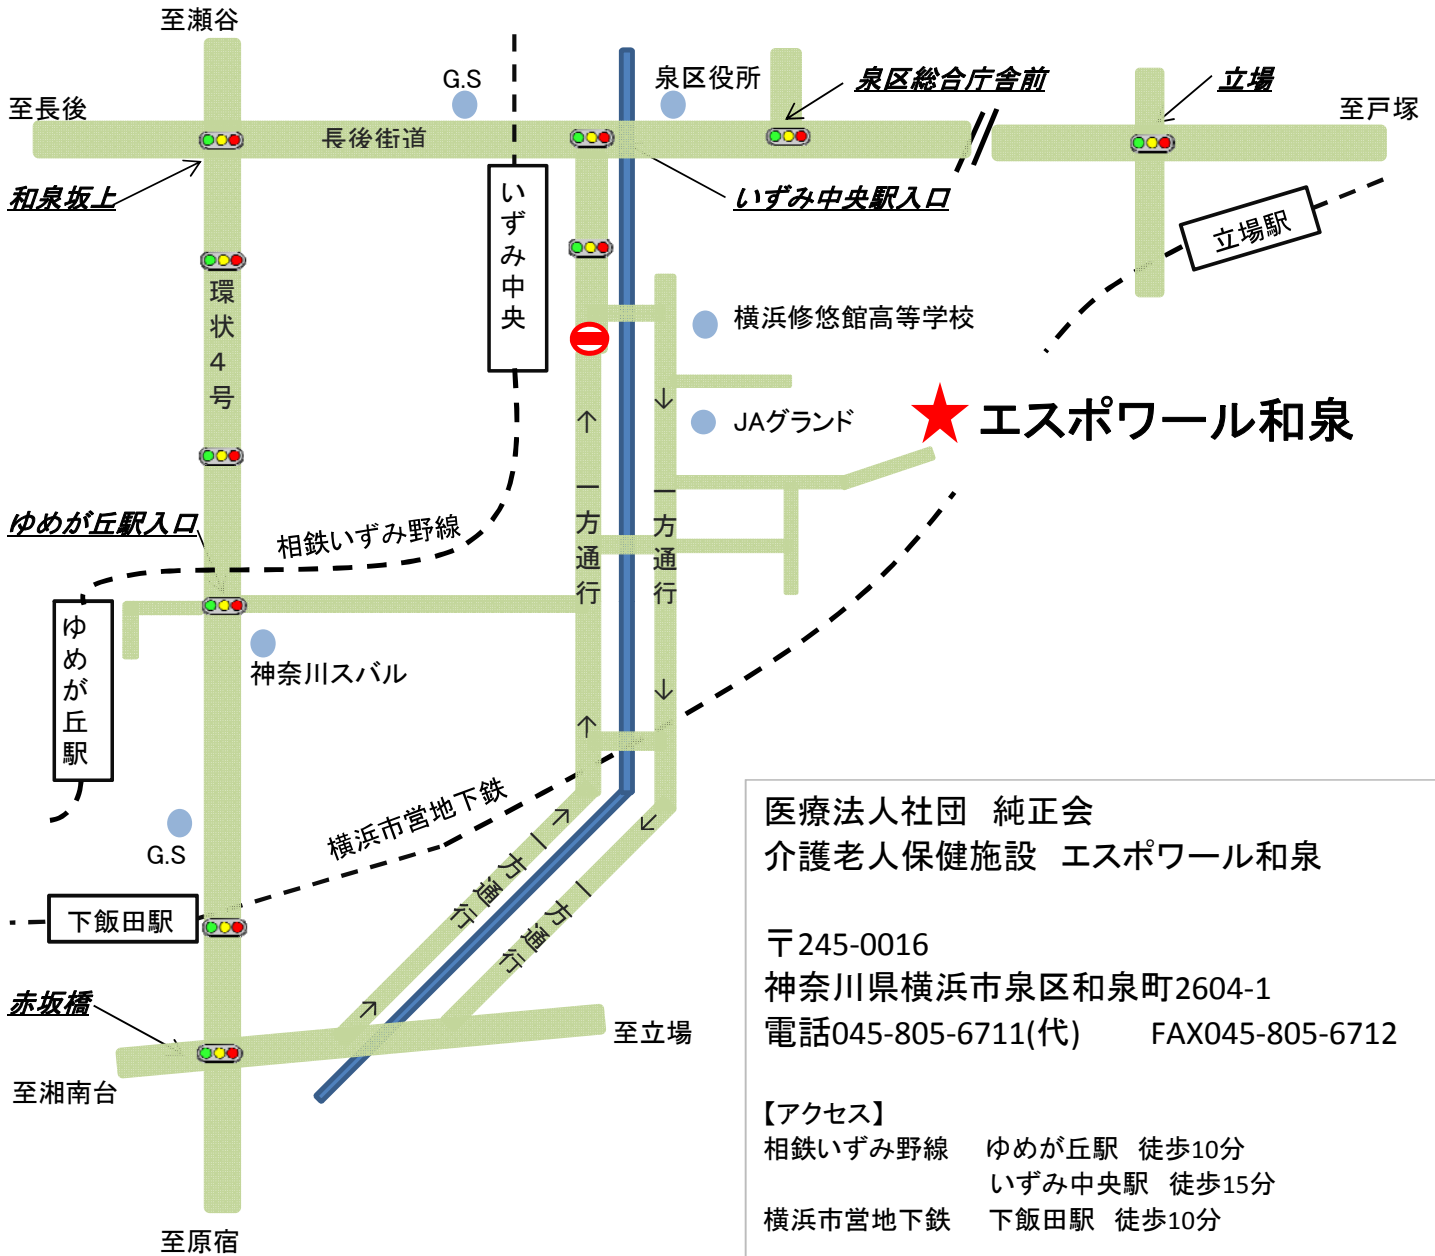 至瀬谷
G.S
泉区役所
泉区総合庁舎前
立場
至長後
至戸塚
長後街道
和泉坂上
いずみ中央
いずみ中央駅入口
立場駅
環状4号
横浜修悠館高等学校
JAグランド
エスポワール和泉
ゆめが丘駅入口
相鉄いずみ野線
一方通行
一方通行
ゆめが丘駅
神奈川スバル
横浜市営地下鉄
G.S
一方通行
一方通行
下飯田駅
赤坂橋
至立場
至湘南台
至原宿
医療法人社団 純正会
介護老人保健施設 エスポワール和泉
〒245-0016
神奈川県横浜市泉区和泉町2604-1
電話045-805-6711(代) FAX045-805-6712
【アクセス】
相鉄いずみ野線 ゆめが丘駅 徒歩10分
いずみ中央駅 徒歩15分
横浜市営地下鉄 下飯田駅 徒歩10分